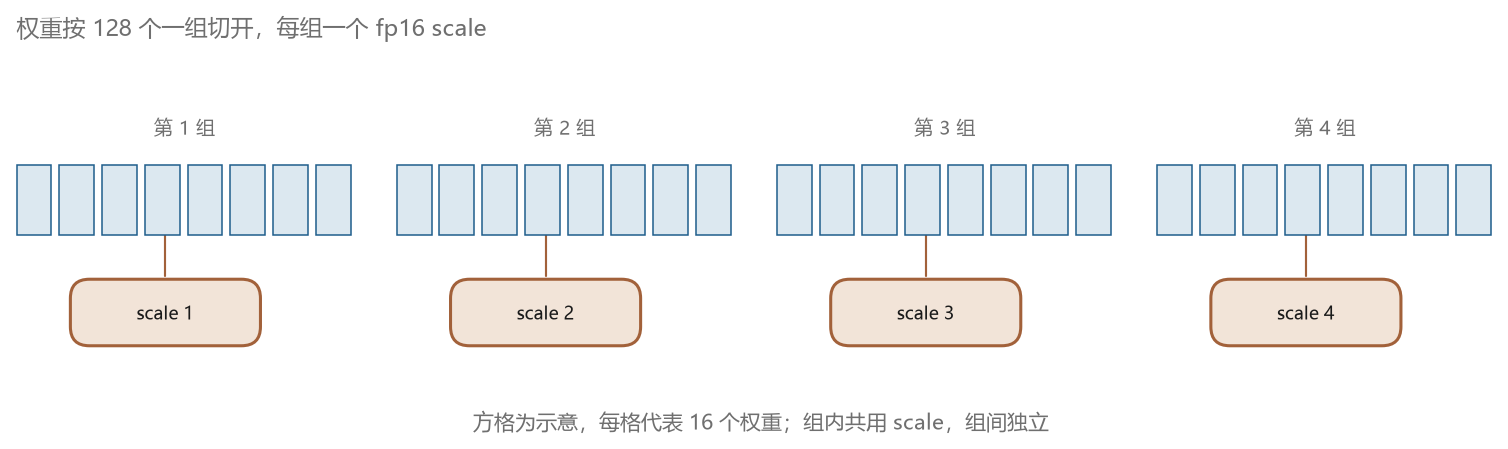 权重按 128 个一组切开，每组一个 fp16 scale
第 1 组
第 2 组
第 3 组
第 4 组
scale 1
scale 2
scale 3
scale 4
方格为示意，每格代表 16 个权重；组内共用 scale，组间独立